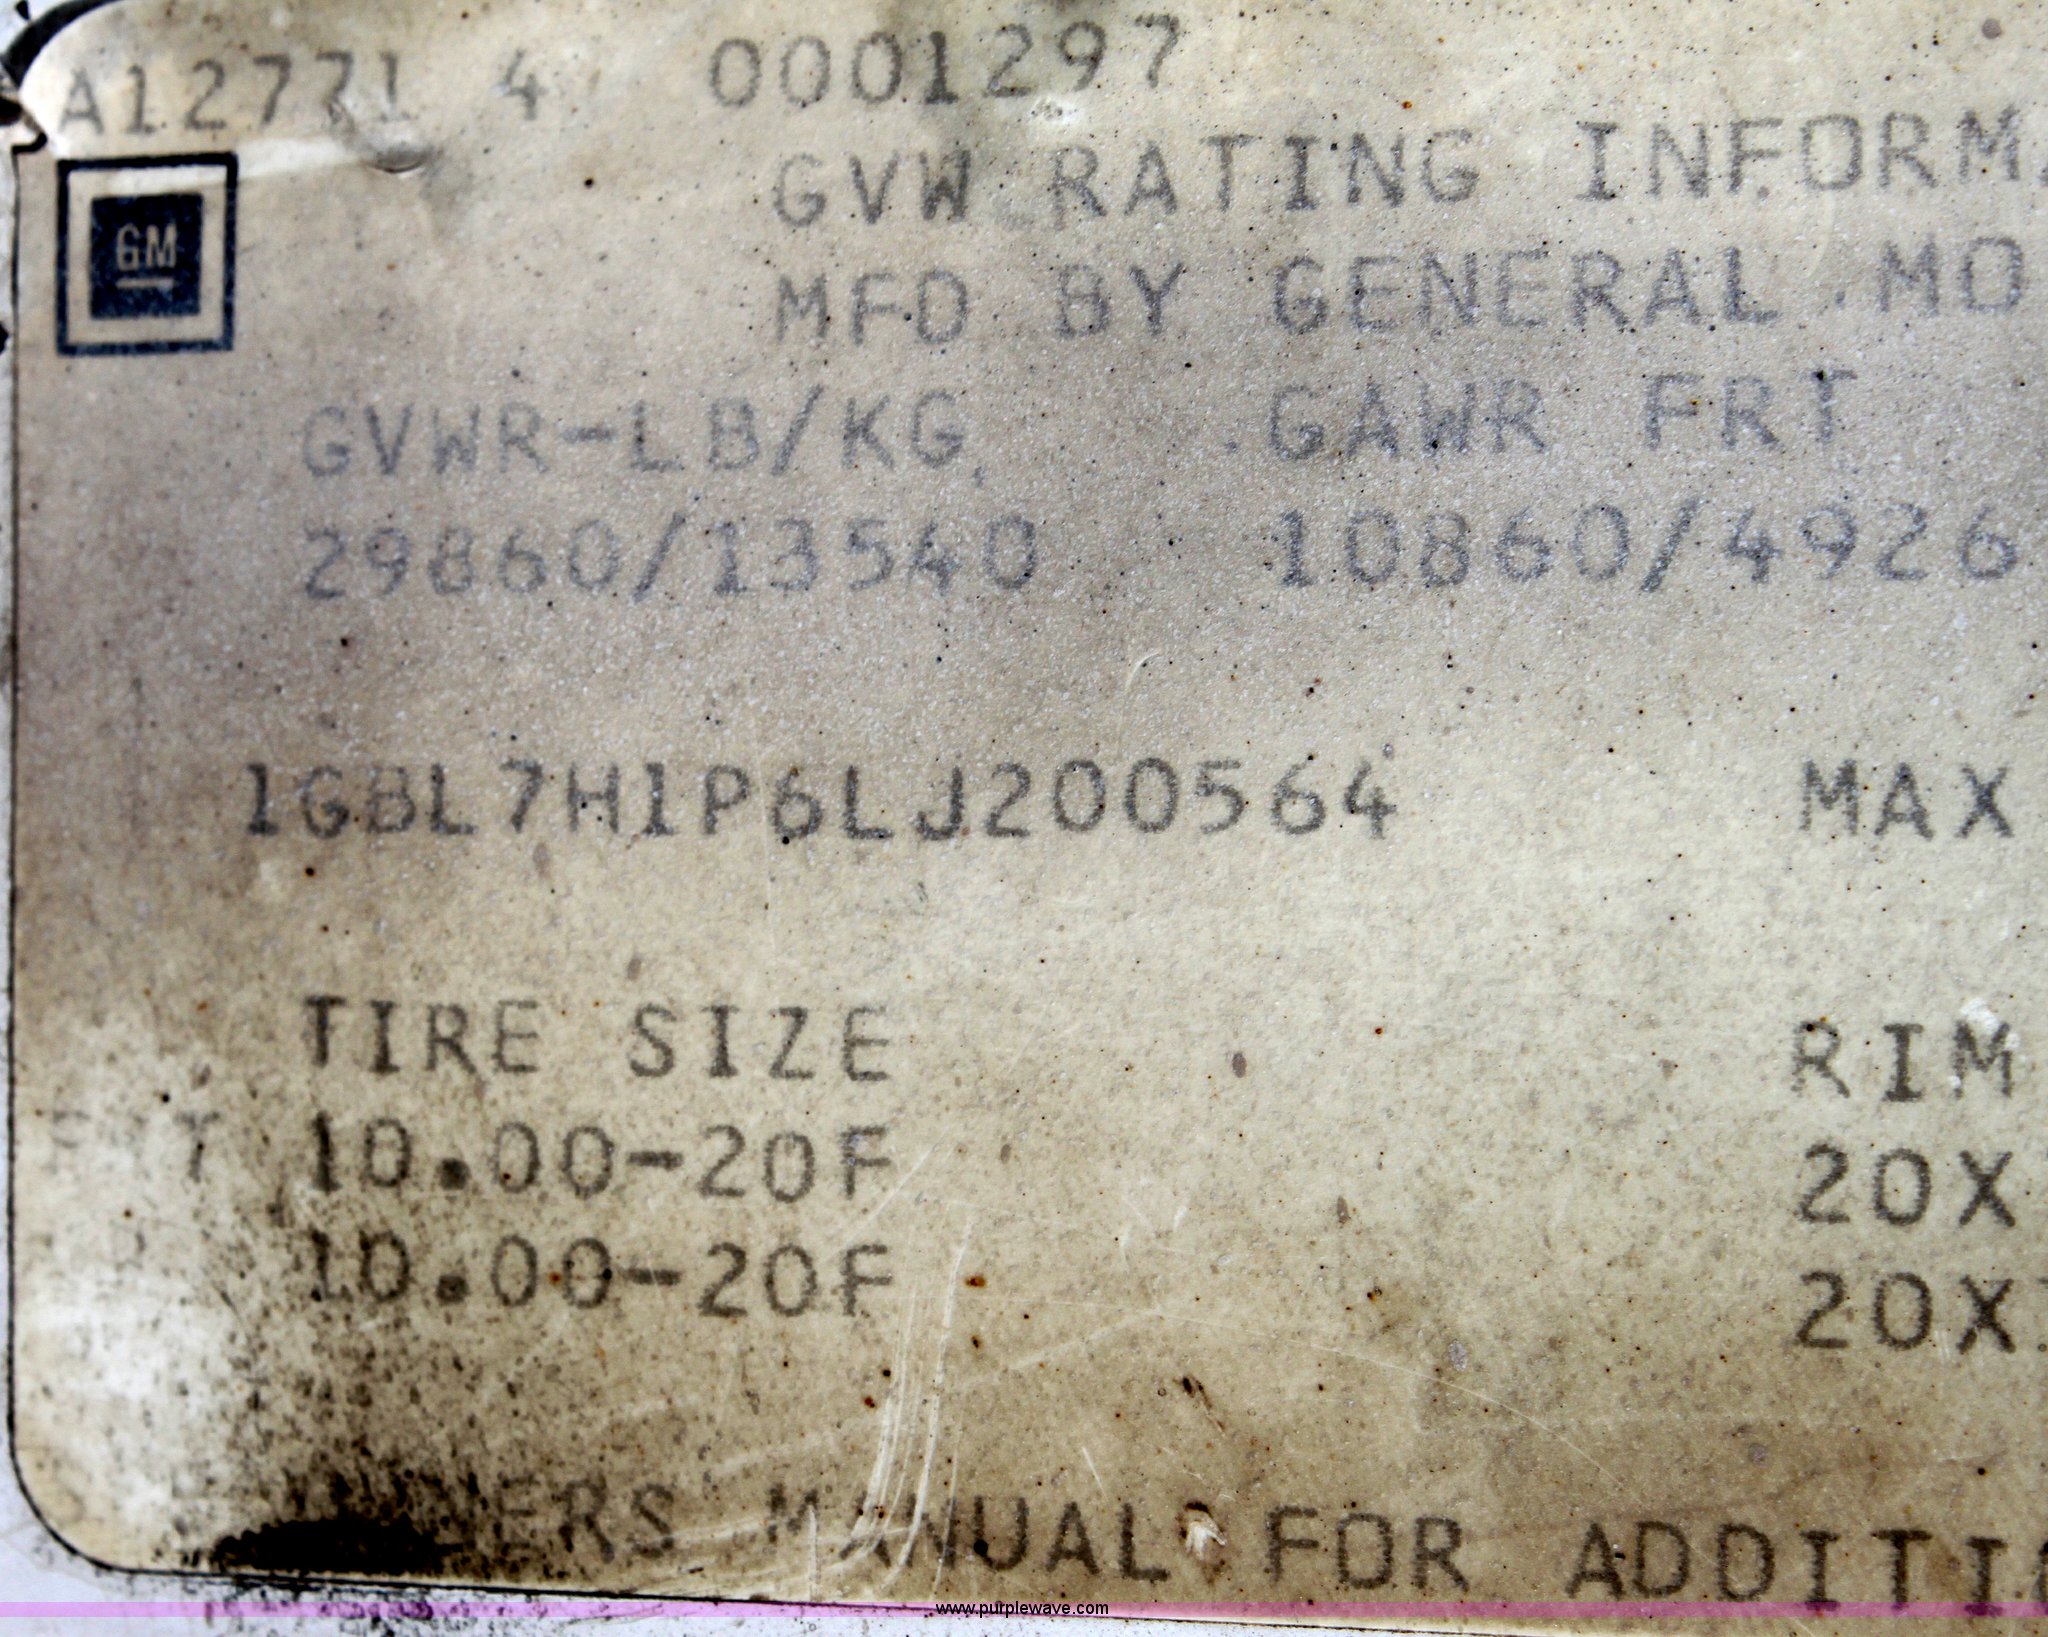 A12771 4 0001297
GVW RATING INFORM
GM
MFD BY GENERAL MO
GVWR-LB/KG GAWR FRT
29860/13540 10860/4926
1GBL7H1P6LJ200564 MAX
TIRE SIZE RIM
FRT 10.00-20F 20X
10.00-20F 20X
MANUAL FOR ADDITI
www.purplewave.com